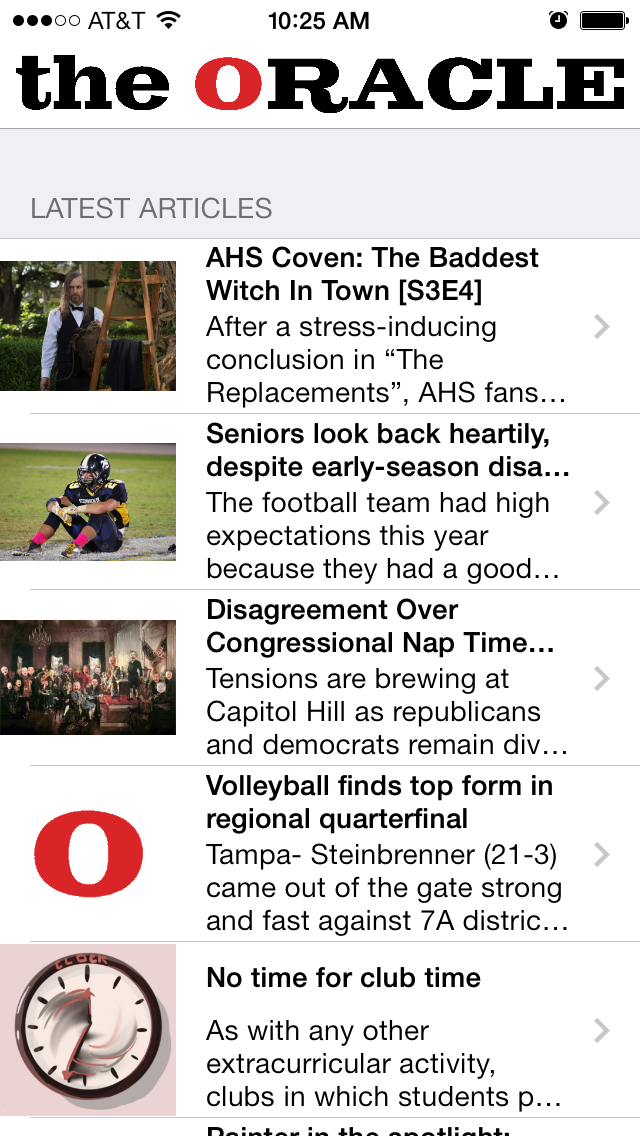 AT&T 10:25 AM
the ORACLE
LATEST ARTICLES
AHS Coven: The Baddest
Witch In Town [S3E4]
After a stress-inducing
conclusion in “The
Replacements”, AHS fans…
Seniors look back heartily,
despite early-season disa…
The football team had high
expectations this year
because they had a good…
Disagreement Over
Congressional Nap Time…
Tensions are brewing at
Capitol Hill as republicans
and democrats remain div…
O
Volleyball finds top form in
regional quarterfinal
Tampa- Steinbrenner (21-3)
came out of the gate strong
and fast against 7A distric…
CLOCK
No time for club time
As with any other
extracurricular activity,
clubs in which students p…
Painter in the spotlight: